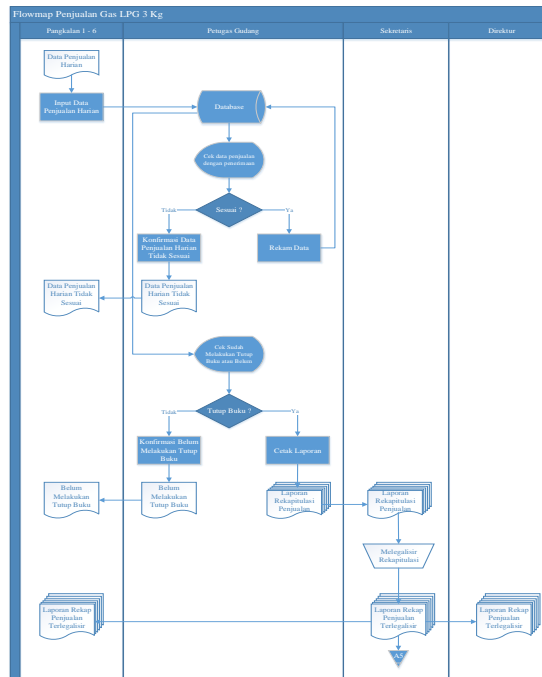 Flowmap Penjualan Gas LPG 3 Kg
Pangkalan 1 - 6
Petugas Gudang
Sekretaris
Direktur
Data Penjualan
Harian
Input Data
Penjualan Harian
Database
Cek data penjualan
dengan penerimaan
Sesuai ?
Tidak
Ya
Konfirmasi Data
Penjualan Harian
Tidak Sesuai
Rekam Data
Data Penjualan
Harian Tidak
Sesuai
Data Penjualan
Harian Tidak
Sesuai
Cek Sudah
Melakukan Tutup
Buku atau Belum
Tutup Buku ?
Tidak
Ya
Konfirmasi Belum
Melakukan Tutup
Buku
Cetak Laporan
Belum
Melakukan
Tutup Buku
Belum
Melakukan
Tutup Buku
Laporan
Rekapitulasi
Penjualan
Laporan
Rekapitulasi
Penjualan
Melegalisir
Rekapitulasi
Laporan Rekap
Penjualan
Terlegalisir
Laporan Rekap
Penjualan
Terlegalisir
Laporan Rekap
Penjualan
Terlegalisir